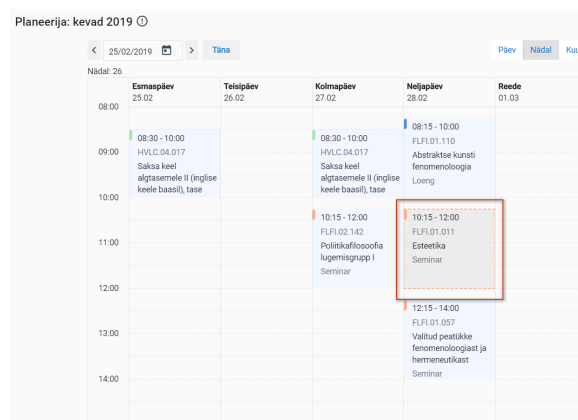 Planeerija: kevad 2019
25/02/2019
Täna
Päev Nädal Kuu
Nädal: 26
Esmaspäev Teisipäev Kolmapäev Neljapäev Reede
25.02 26.02 27.02 28.02 01.03
08:00
09:00
10:00
11:00
12:00
13:00
14:00
08:30 - 10:00
HVLC.04.017
Saksa keel
algtasemele II (inglise
keele baasil), tase
08:30 - 10:00
HVLC.04.017
Saksa keel
algtasemele II (inglise
keele baasil), tase
10:15 - 12:00
FLFI.02.142
Poliitikafilosoofia
lugemisgrupp I
Seminar
08:15 - 10:00
FLFI.01.110
Abstraktse kunsti
fenomenoloogia
Loeng
10:15 - 12:00
FLFI.01.011
Esteetika
Seminar
12:15 - 14:00
FLFI.01.057
Valitud peatükke
fenomenoloogiast ja
hermeneutikast
Seminar